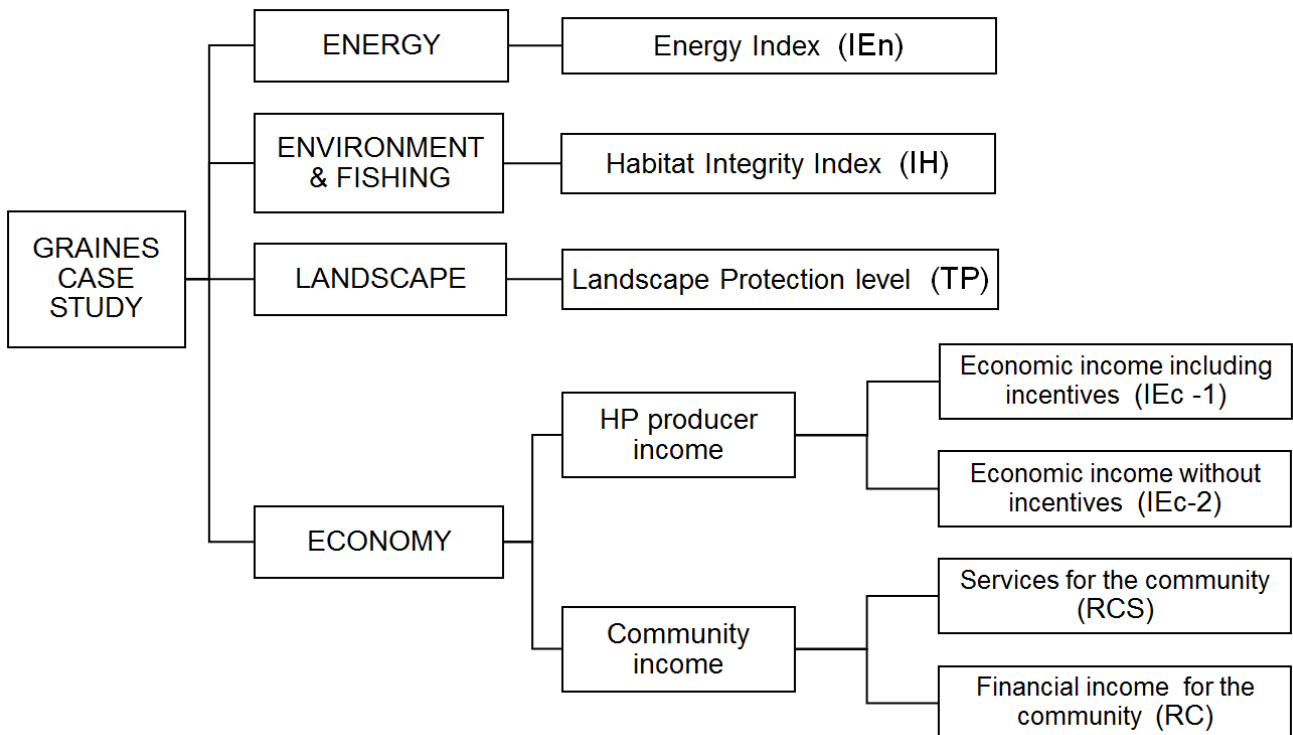 GRAINES
CASE
STUDY
ENERGY
Energy Index (IEn)
ENVIRONMENT
& FISHING
Habitat Integrity Index (IH)
LANDSCAPE
Landscape Protection level (TP)
ECONOMY
HP producer
income
Economic income including
incentives (IEc -1)
Economic income without
incentives (IEc-2)
Community
income
Services for the community
(RCS)
Financial income for the
community (RC)